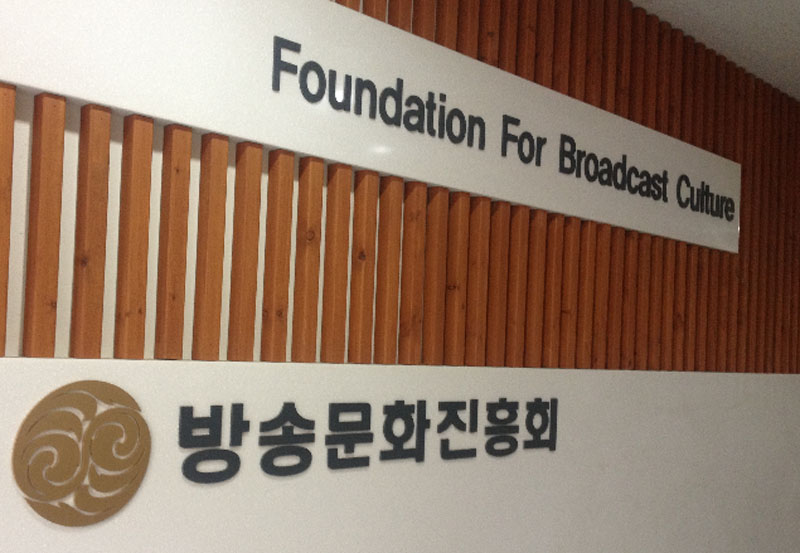 Foundation For Broadcast Culture
방송문화진흥회